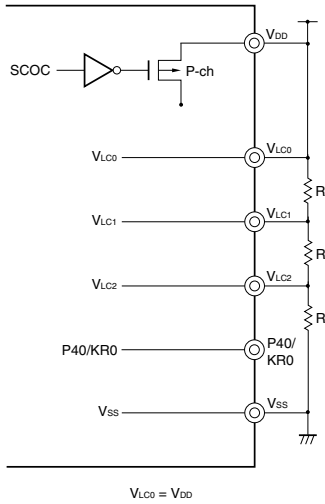 VDD
SCOC
P-ch
VLC0
VLC0
R
VLC1
VLC1
R
VLC2
VLC2
R
P40/KR0
P40/
KR0
VSS
VSS
VLC0 = VDD